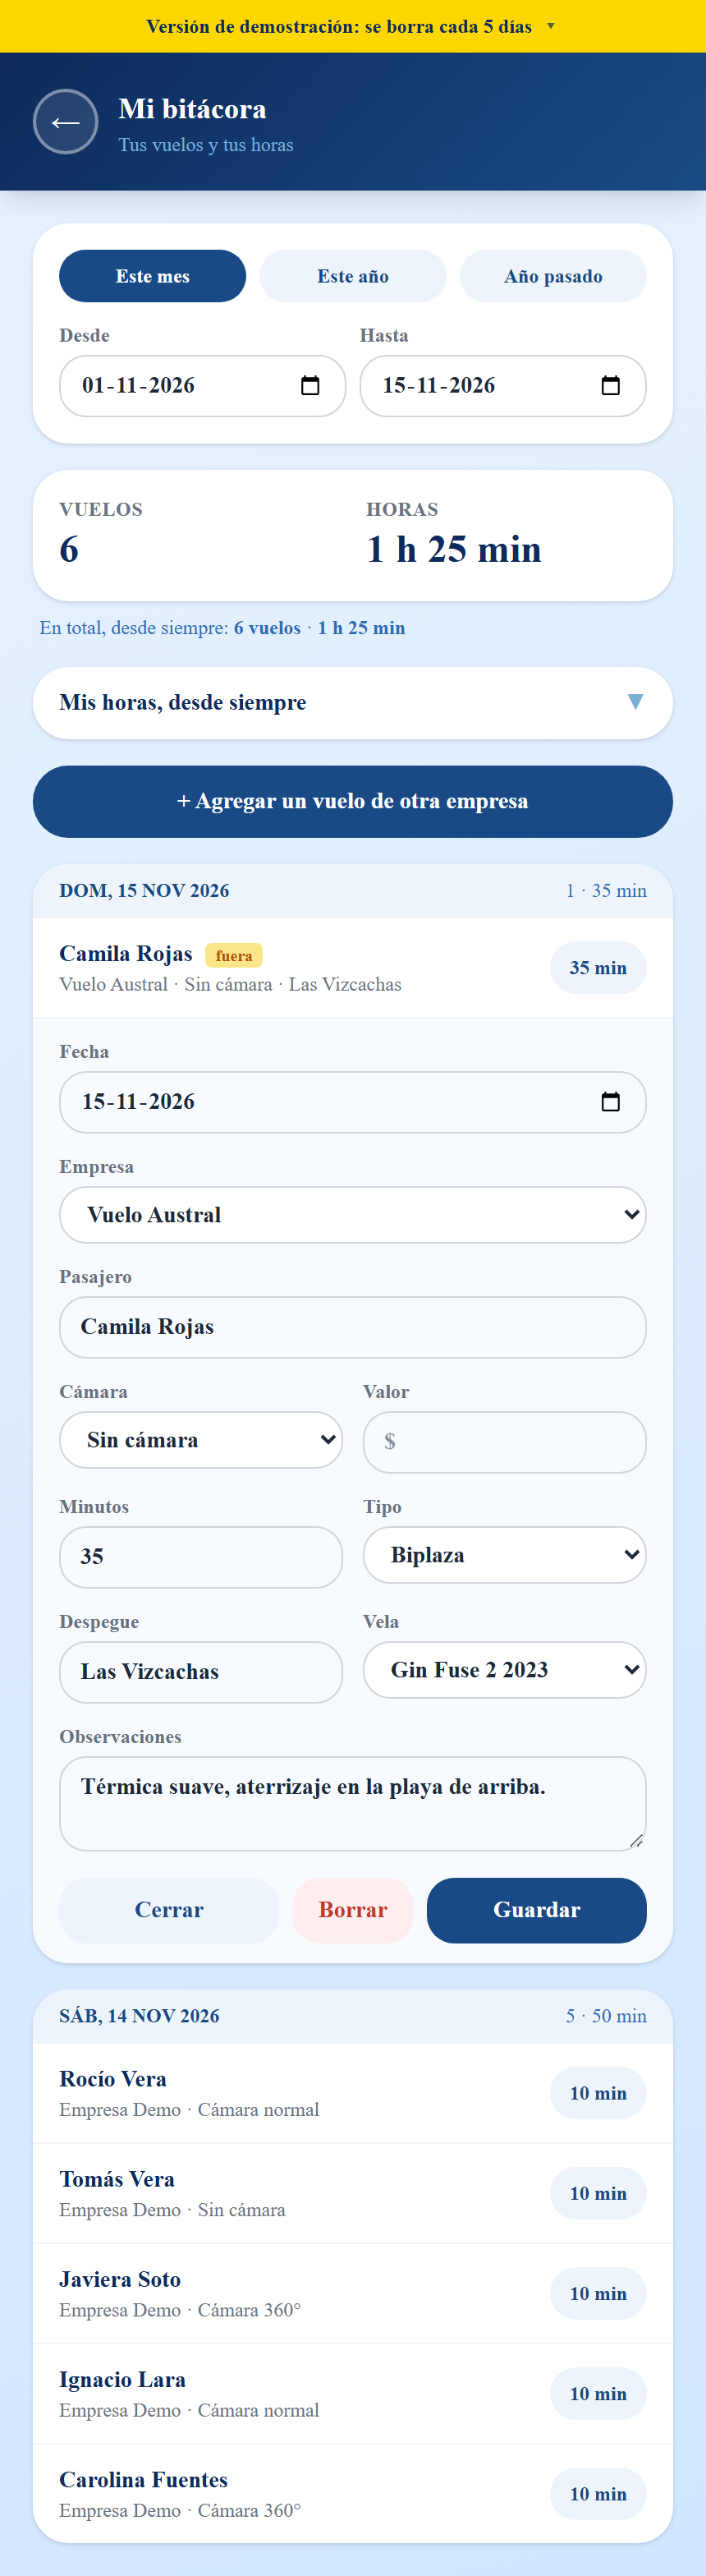 Versión de demostración: se borra cada 5 días ▼
←
Mi bitácora
Tus vuelos y tus horas
Este mes Este año Año pasado
Desde Hasta
01-11-2026 15-11-2026
VUELOS HORAS
6 1 h 25 min
En total, desde siempre: 6 vuelos · 1 h 25 min
Mis horas, desde siempre ▼
+ Agregar un vuelo de otra empresa
DOM, 15 NOV 2026 1 · 35 min
Camila Rojas fuera 35 min
Vuelo Austral · Sin cámara · Las Vizcachas
Fecha
15-11-2026
Empresa
Vuelo Austral
Pasajero
Camila Rojas
Cámara Valor
Sin cámara $
Minutos Tipo
35 Biplaza
Despegue Vela
Las Vizcachas Gin Fuse 2 2023
Observaciones
Térmica suave, aterrizaje en la playa de arriba.
Cerrar Borrar Guardar
SÁB, 14 NOV 2026 5 · 50 min
Rocío Vera 10 min
Empresa Demo · Cámara normal
Tomás Vera 10 min
Empresa Demo · Sin cámara
Javiera Soto 10 min
Empresa Demo · Cámara 360°
Ignacio Lara 10 min
Empresa Demo · Cámara normal
Carolina Fuentes 10 min
Empresa Demo · Cámara 360°